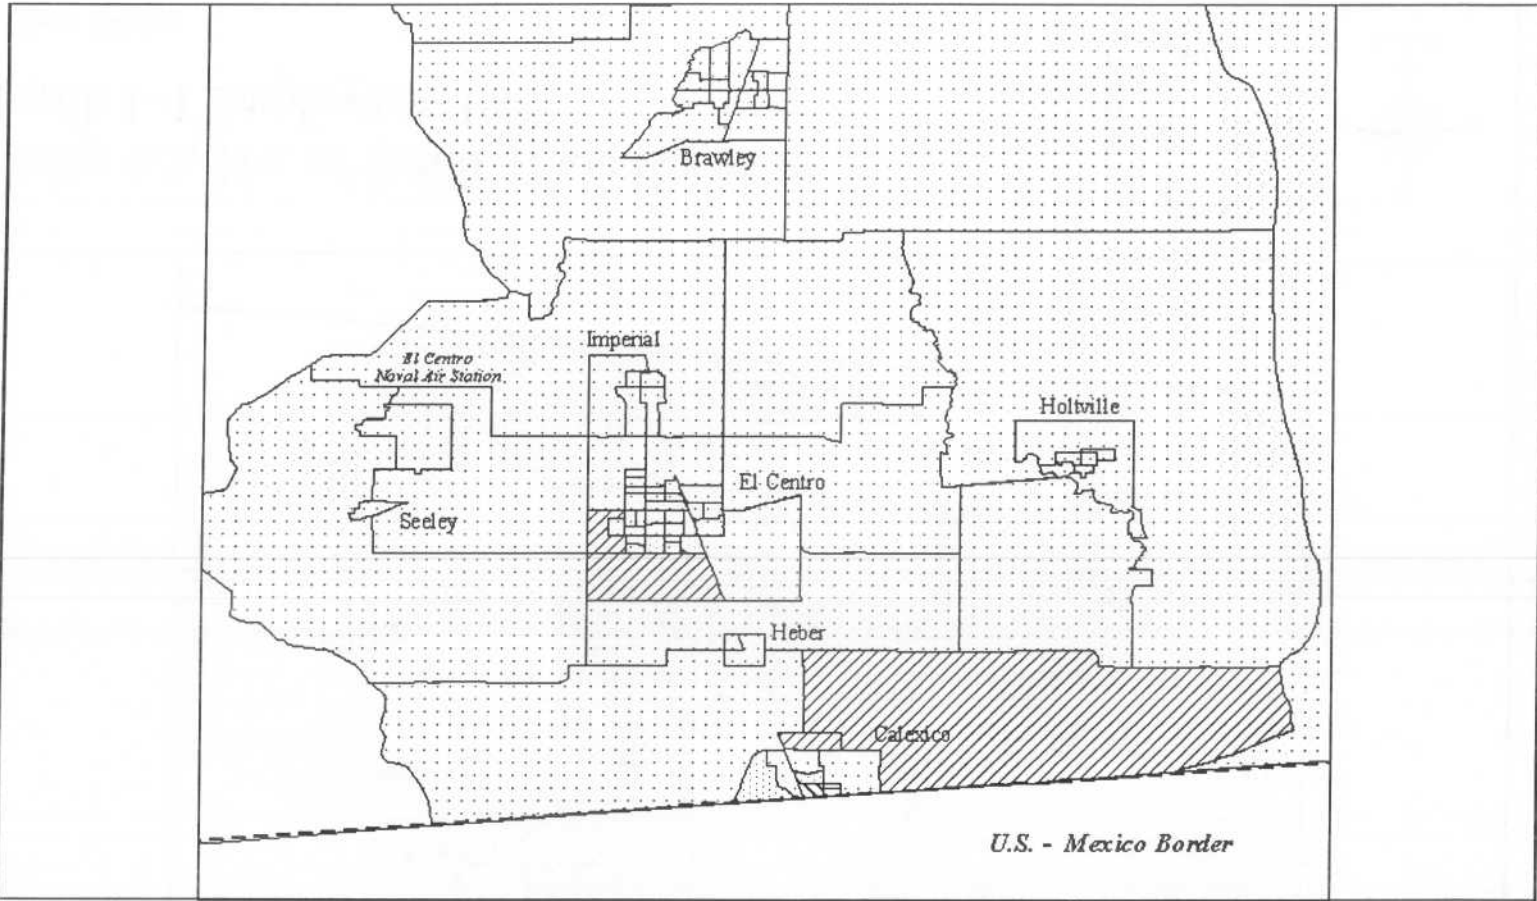 Brawley
Imperial
El Centro
Naval Air Station
Holtville
El Centro
Seeley
Heber
Calexico
U.S. - Mexico Border